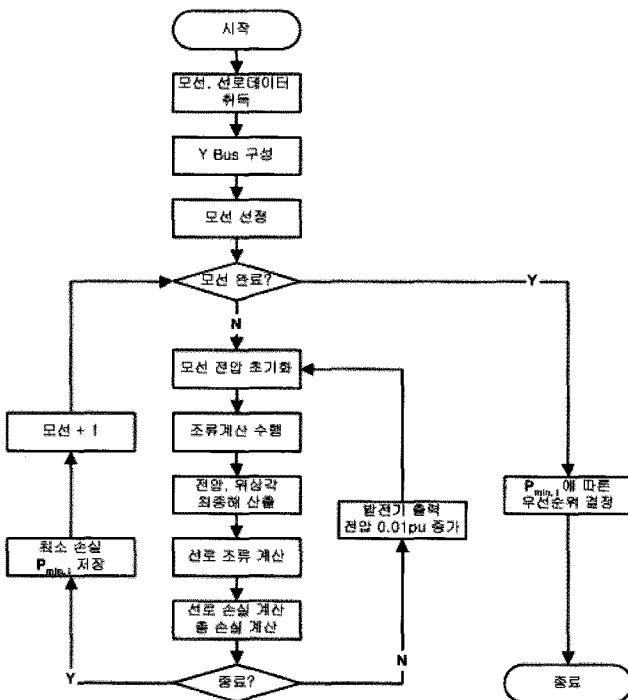 시작
모선, 선로데이터
취득
Y Bus 구성
모선 선정
모선 완료?
Y
N
모선 전압 초기화
모선 + 1
조류계산 수행
전압, 위상각
최종해 산출
발전기 출력
전압 0.01pu 증가
P_min, i 에 따른
우선순위 결정
최소 손실
P_min, i 저장
선로 조류 계산
선로 손실 계산
총 손실 계산
Y
종료?
N
종료